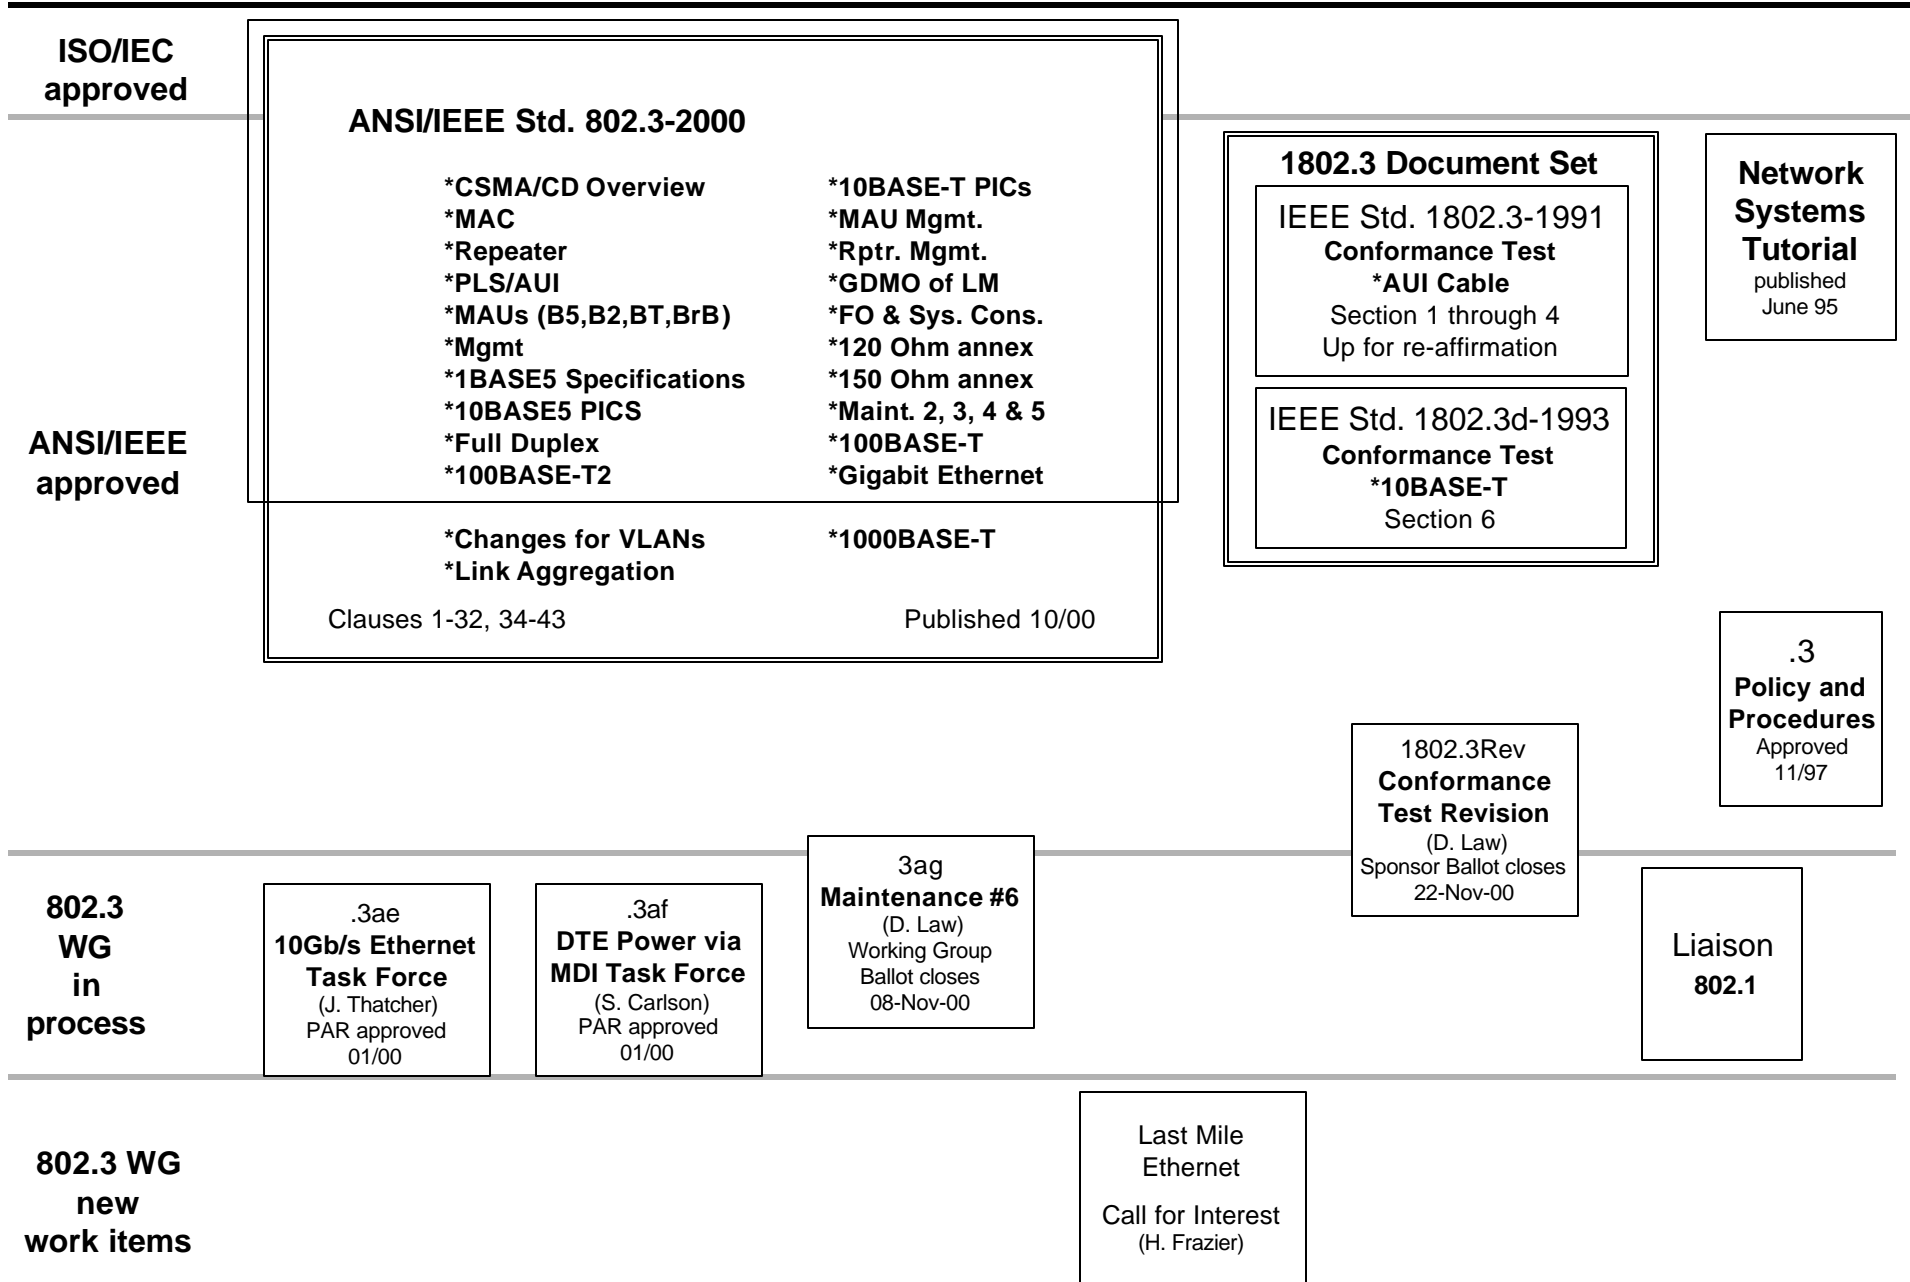 ISO/IEC
approved
ANSI/IEEE Std. 802.3-2000
*CSMA/CD Overview
*MAC
*Repeater
*PLS/AUI
*MAUs (B5,B2,BT,BrB)
*Mgmt
*1BASE5 Specifications
*10BASE5 PICS
*Full Duplex
*100BASE-T2
*10BASE-T PICs
*MAU Mgmt.
*Rptr. Mgmt.
*GDMO of LM
*FO & Sys. Cons.
*120 Ohm annex
*150 Ohm annex
*Maint. 2, 3, 4 & 5
*100BASE-T
*Gigabit Ethernet
*Changes for VLANs
*Link Aggregation
*1000BASE-T
Clauses 1-32, 34-43
Published 10/00
1802.3 Document Set
IEEE Std. 1802.3-1991
Conformance Test
*AUI Cable
Section 1 through 4
Up for re-affirmation
IEEE Std. 1802.3d-1993
Conformance Test
*10BASE-T
Section 6
Network
Systems
Tutorial
published
June 95
ANSI/IEEE
approved
.3
Policy and
Procedures
Approved
11/97
1802.3Rev
Conformance
Test Revision
(D. Law)
Sponsor Ballot closes
22-Nov-00
802.3
WG
in
process
.3ae
10Gb/s Ethernet
Task Force
(J. Thatcher)
PAR approved
01/00
.3af
DTE Power via
MDI Task Force
(S. Carlson)
PAR approved
01/00
3ag
Maintenance #6
(D. Law)
Working Group
Ballot closes
08-Nov-00
Liaison
802.1
802.3 WG
new
work items
Last Mile
Ethernet
Call for Interest
(H. Frazier)